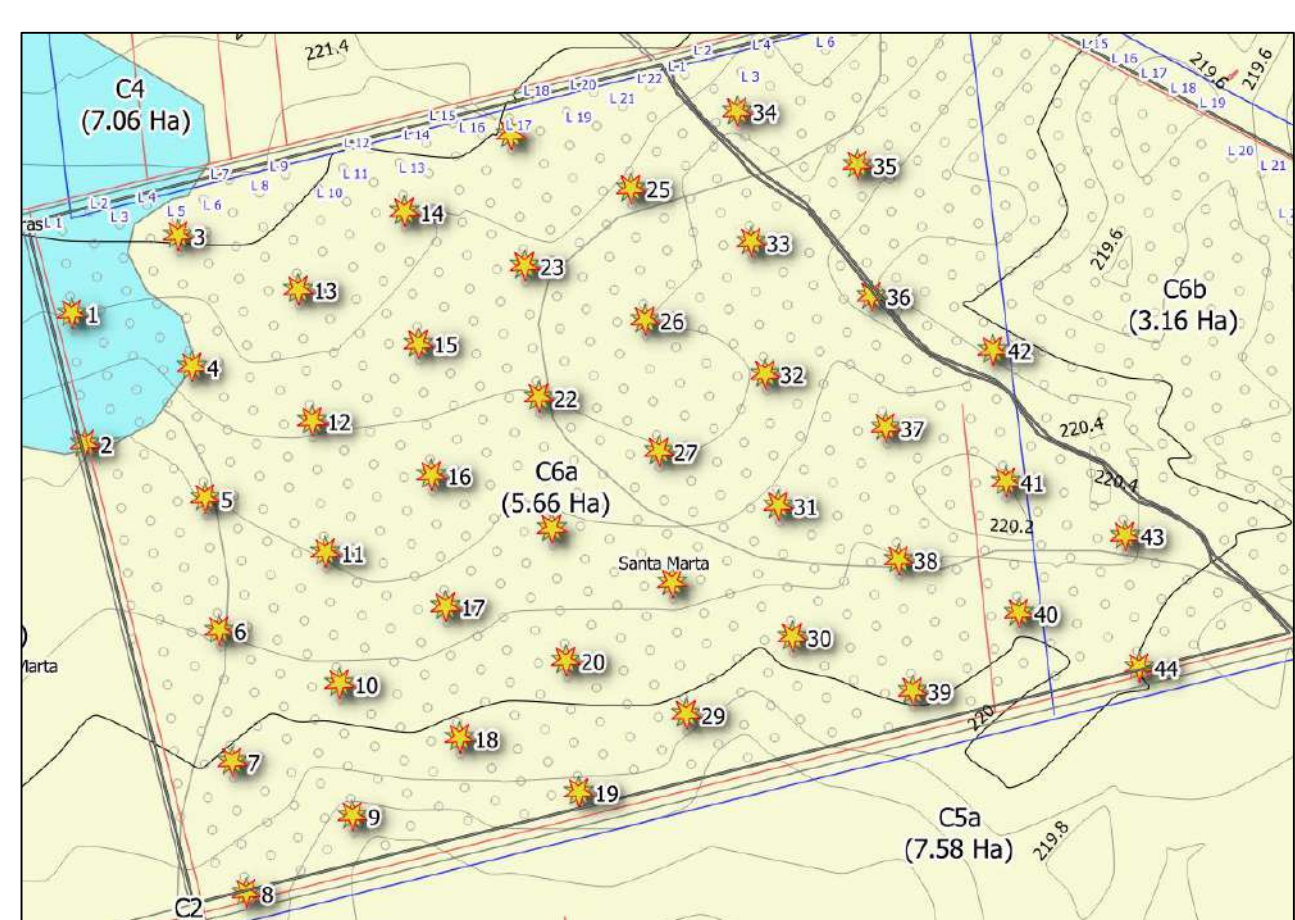 221.4
C4
(7.06 Ha)
L 1
L 2
L 3
L 4
L 5
L 6
L 7
L 8
L 9
L 10
L 11
L 12
L 13
L 14
L 15
L 16
L 17
L 18
L 19
L 20
L 21
L 22
L 1
L 2
L 3
L 4
L 6
L 15
L 16
L 17
L 18
L 19
L 20
L 21
219.6
219.6
34
35
25
14
3
33
23
13
36
219.6
C6b
(3.16 Ha)
1
26
15
42
4
32
22
12
37
220.4
2
27
16
C6a
(5.66 Ha)
41
220.4
5
31
220.2
43
11
38
Santa Marta
17
40
6
30
20
Marta
44
10
39
29
220
18
7
19
9
C5a
(7.58 Ha)
219.8
8
C2